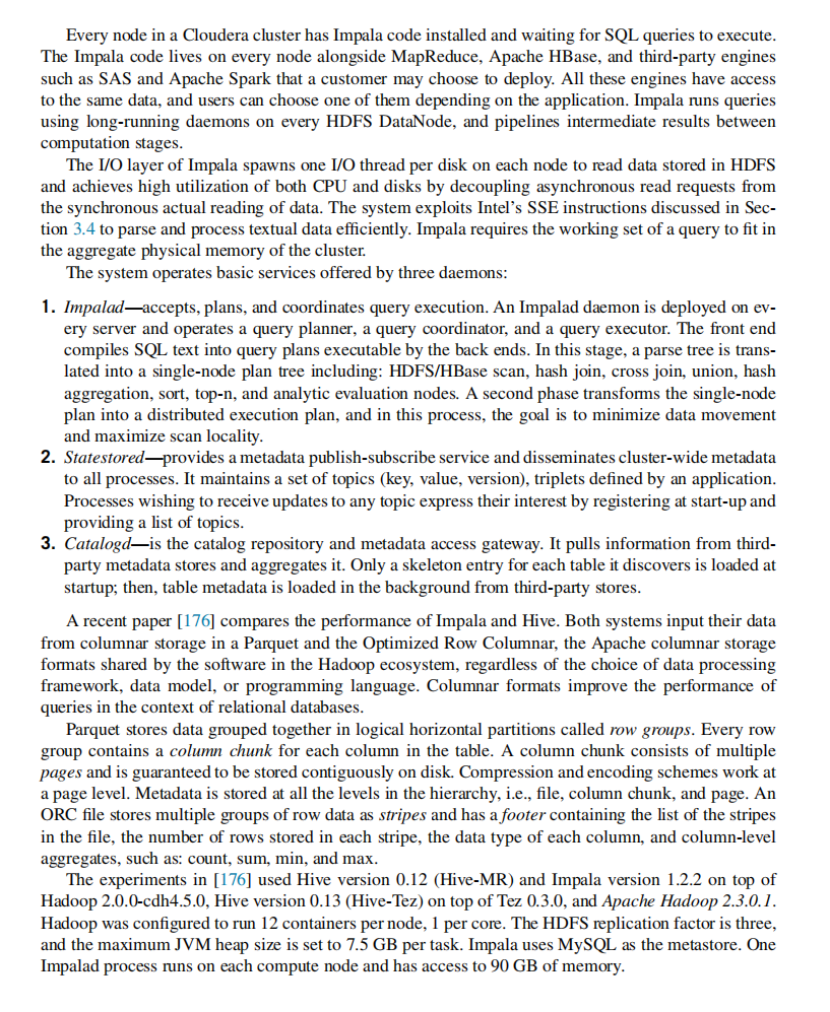 Every node in a Cloudera cluster has Impala code installed and waiting for SQL queries to execute.
The Impala code lives on every node alongside MapReduce, Apache HBase, and third-party engines
such as SAS and Apache Spark that a customer may choose to deploy. All these engines have access
to the same data, and users can choose one of them depending on the application. Impala runs queries
using long-running daemons on every HDFS DataNode, and pipelines intermediate results between
computation stages.
The I/O layer of Impala spawns one I/O thread per disk on each node to read data stored in HDFS
and achieves high utilization of both CPU and disks by decoupling asynchronous read requests from
the synchronous actual reading of data. The system exploits Intel's SSE instructions discussed in Sec-
tion 3.4 to parse and process textual data efficiently. Impala requires the working set of a query to fit in
the aggregate physical memory of the cluster.
The system operates basic services offered by three daemons:
1. Impalad—accepts, plans, and coordinates query execution. An Impalad daemon is deployed on ev-
ery server and operates a query planner, a query coordinator, and a query executor. The front end
compiles SQL text into query plans executable by the back ends. In this stage, a parse tree is trans-
lated into a single-node plan tree including: HDFS/HBase scan, hash join, cross join, union, hash
aggregation, sort, top-n, and analytic evaluation nodes. A second phase transforms the single-node
plan into a distributed execution plan, and in this process, the goal is to minimize data movement
and maximize scan locality.
2. Statestored—provides a metadata publish-subscribe service and disseminates cluster-wide metadata
to all processes. It maintains a set of topics (key, value, version), triplets defined by an application.
Processes wishing to receive updates to any topic express their interest by registering at start-up and
providing a list of topics.
3. Catalogd—is the catalog repository and metadata access gateway. It pulls information from third-
party metadata stores and aggregates it. Only a skeleton entry for each table it discovers is loaded at
startup; then, table metadata is loaded in the background from third-party stores.
A recent paper [176] compares the performance of Impala and Hive. Both systems input their data
from columnar storage in a Parquet and the Optimized Row Columnar, the Apache columnar storage
formats shared by the software in the Hadoop ecosystem, regardless of the choice of data processing
framework, data model, or programming language. Columnar formats improve the performance of
queries in the context of relational databases.
Parquet stores data grouped together in logical horizontal partitions called row groups. Every row
group contains a column chunk for each column in the table. A column chunk consists of multiple
pages and is guaranteed to be stored contiguously on disk. Compression and encoding schemes work at
a page level. Metadata is stored at all the levels in the hierarchy, i.e., file, column chunk, and page. An
ORC file stores multiple groups of row data as stripes and has a footer containing the list of the stripes
in the file, the number of rows stored in each stripe, the data type of each column, and column-level
aggregates, such as: count, sum, min, and max.
The experiments in [176] used Hive version 0.12 (Hive-MR) and Impala version 1.2.2 on top of
Hadoop 2.0.0-cdh4.5.0, Hive version 0.13 (Hive-Tez) on top of Tez 0.3.0, and Apache Hadoop 2.3.0.1.
Hadoop was configured to run 12 containers per node, 1 per core. The HDFS replication factor is three,
and the maximum JVM heap size is set to 7.5 GB per task. Impala uses MySQL as the metastore. One
Impalad process runs on each compute node and has access to 90 GB of memory.